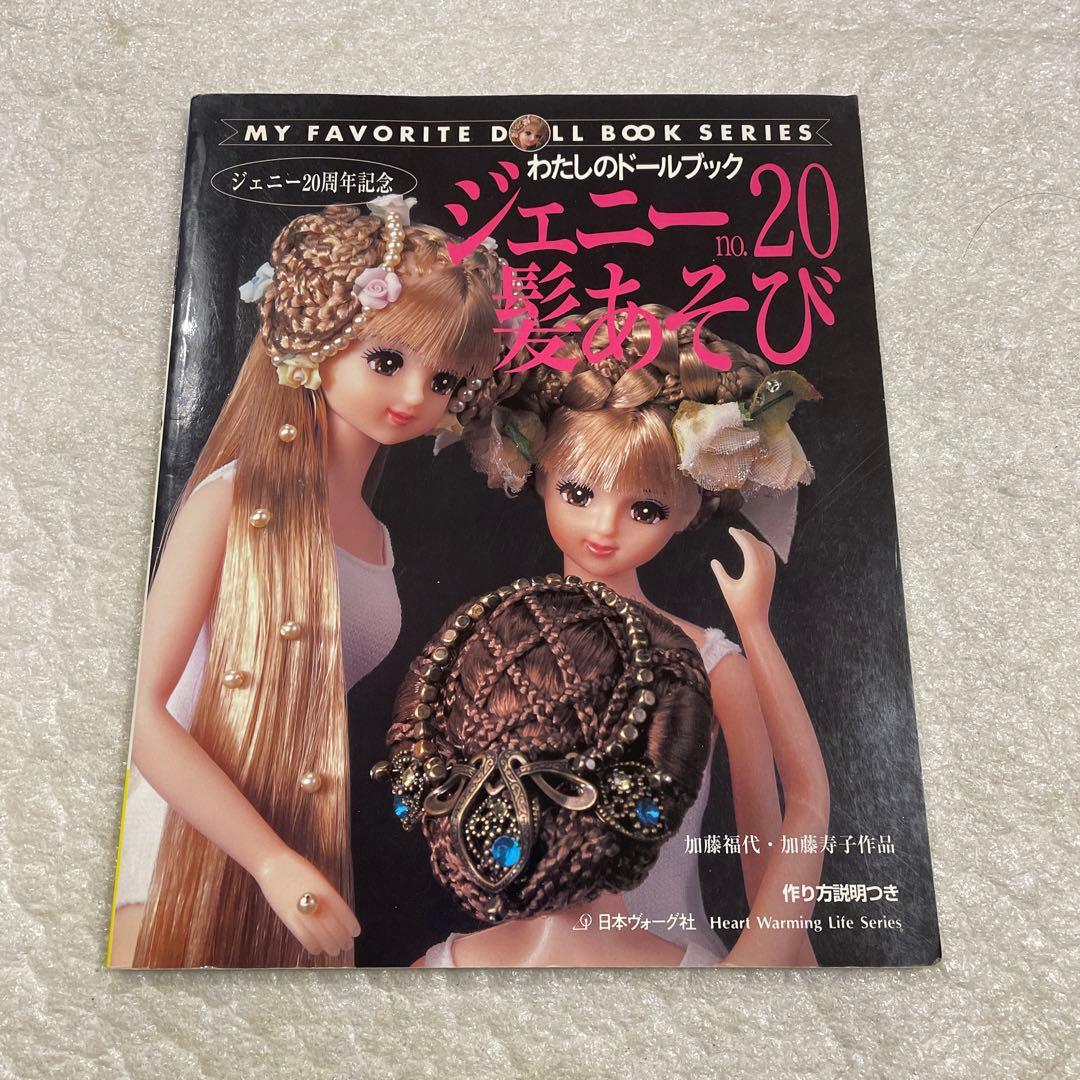 MY FAVORITE DOLL BOOK SERIES
わたしのドールブック
ジェニー20周年記念
ジェニー no.20
髪あそび
加藤福代・加藤寿子作品
作り方説明つき
日本ヴォーグ社 Heart Warming Life Series